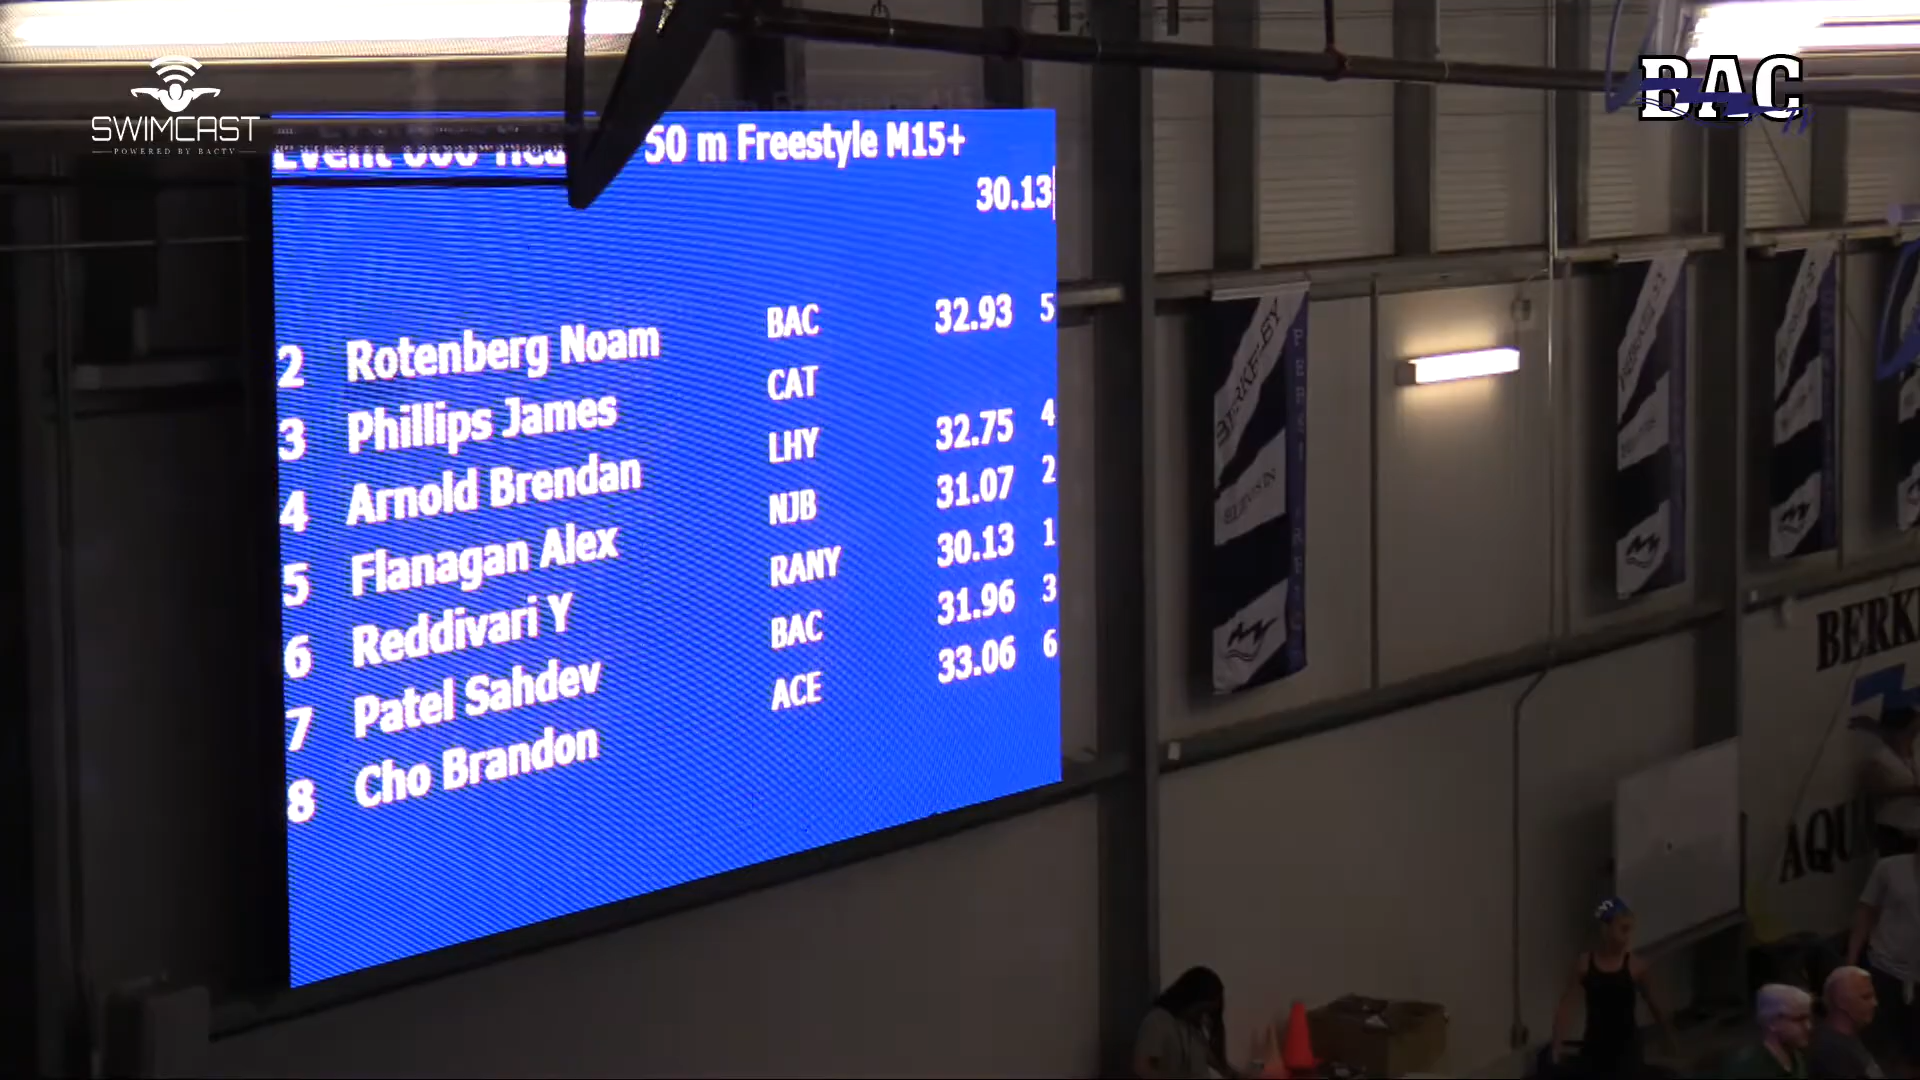 SWIMCAST
POWERED BY BACTV
BAC
50 m Freestyle M15+
30.13
2 Rotenberg Noam BAC 32.93 5
3 Phillips James CAT
4 Arnold Brendan LHY 32.75 4
5 Flanagan Alex NJB 31.07 2
6 Reddivari Y RANY 30.13 1
7 Patel Sahdev BAC 31.96 3
8 Cho Brandon ACE 33.06 6
BERKELEY